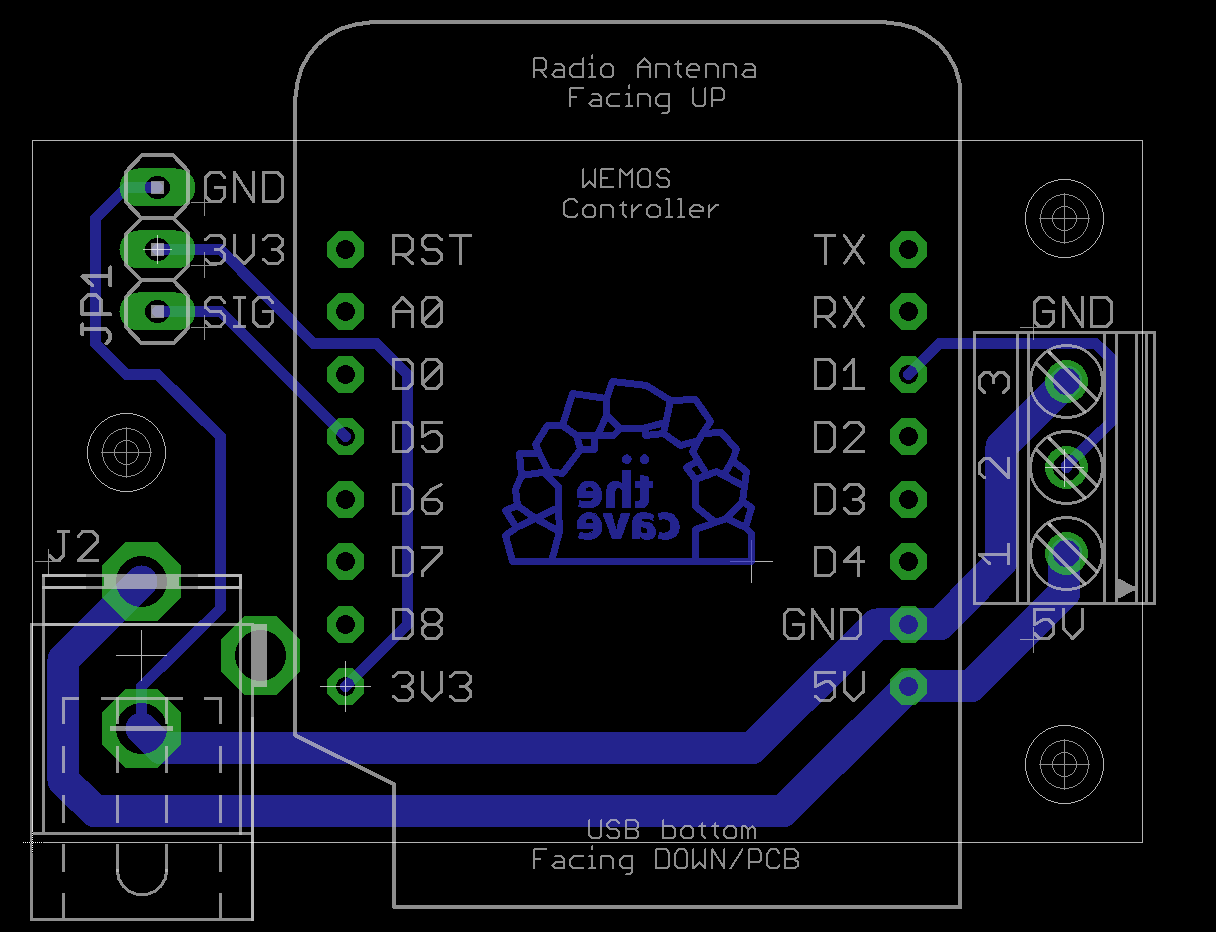 Radio Antenna
Facing UP
WEMOS
Controller
GND
3V3
SIG
JP1
RST
A0
D0
D5
D6
D7
D8
3V3
TX
RX
D1
D2
D3
D4
GND
5V
GND
3
2
1
5V
J2
the
cave
USB bottom
Facing DOWN/PCB